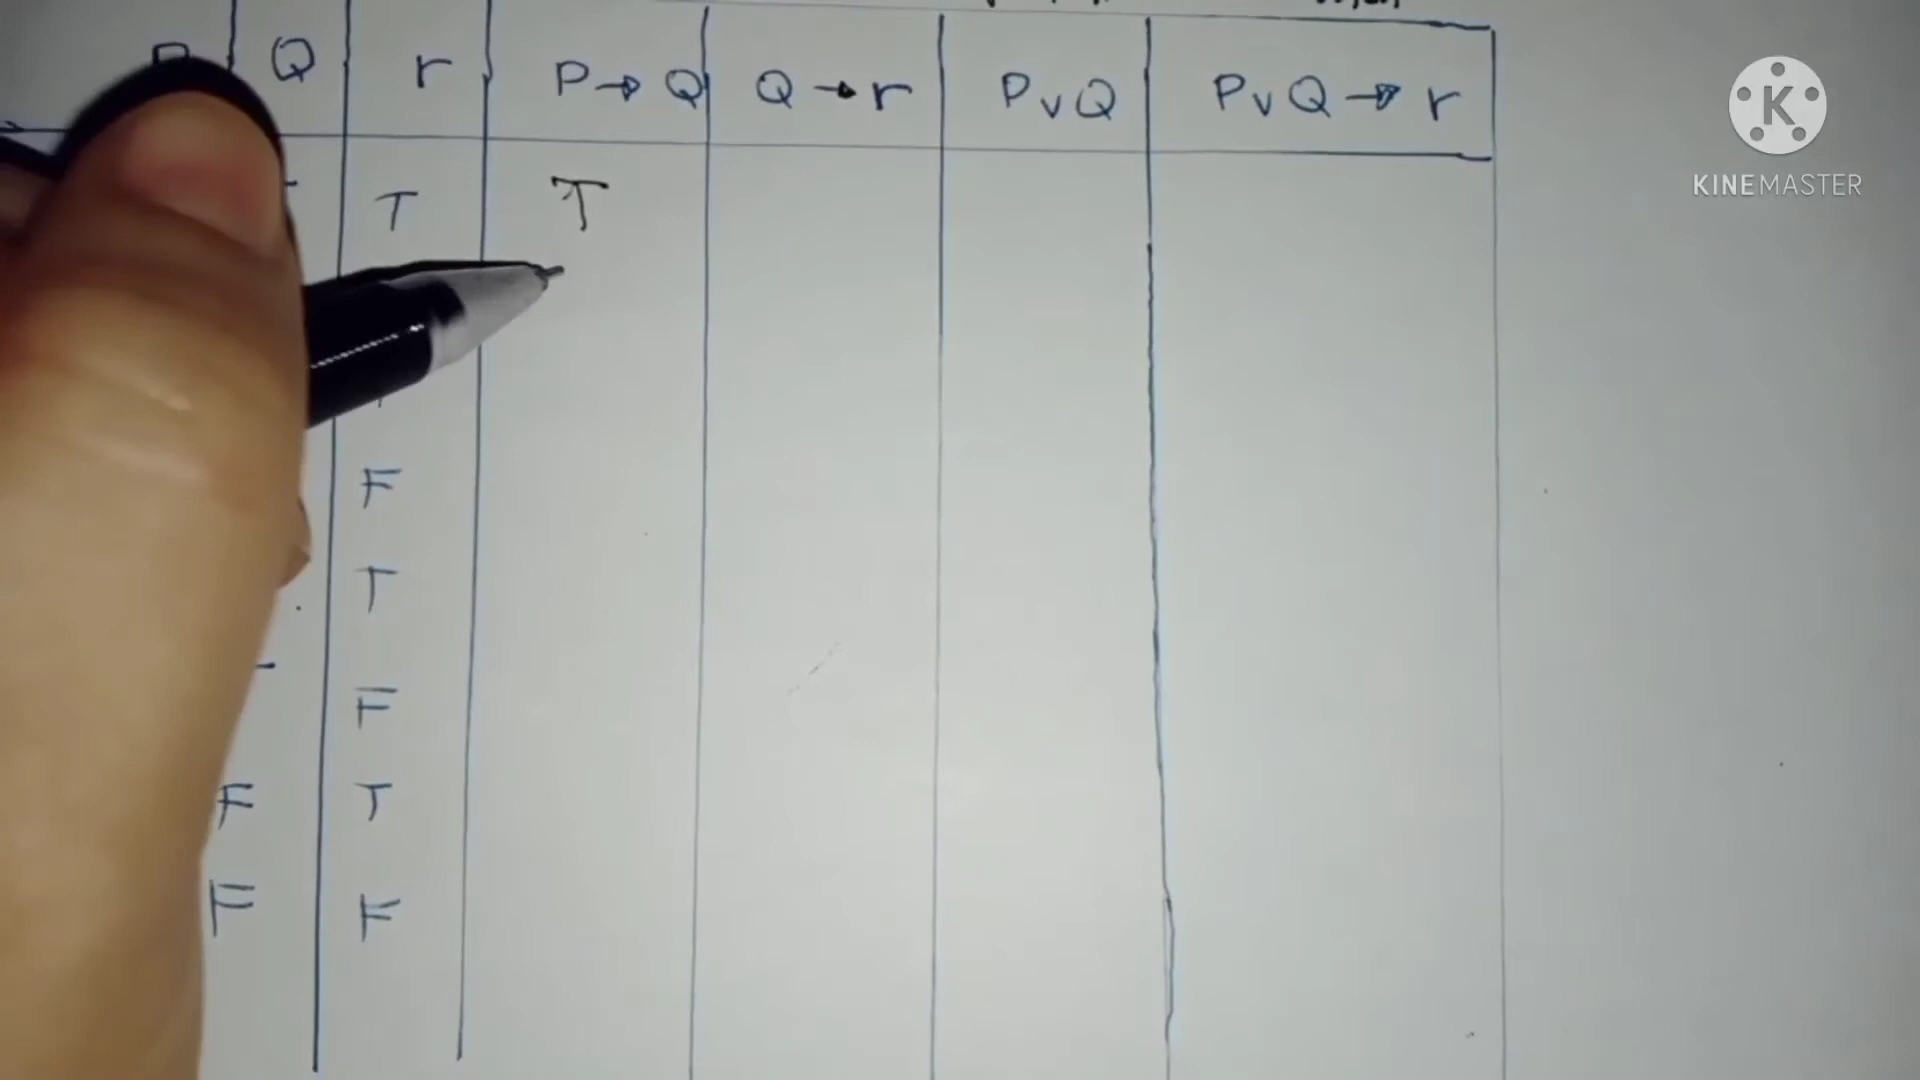 Q r P→Q Q→r P∨Q P∨Q→r
T T
F
T
F
F T
F F
K
KINEMASTER